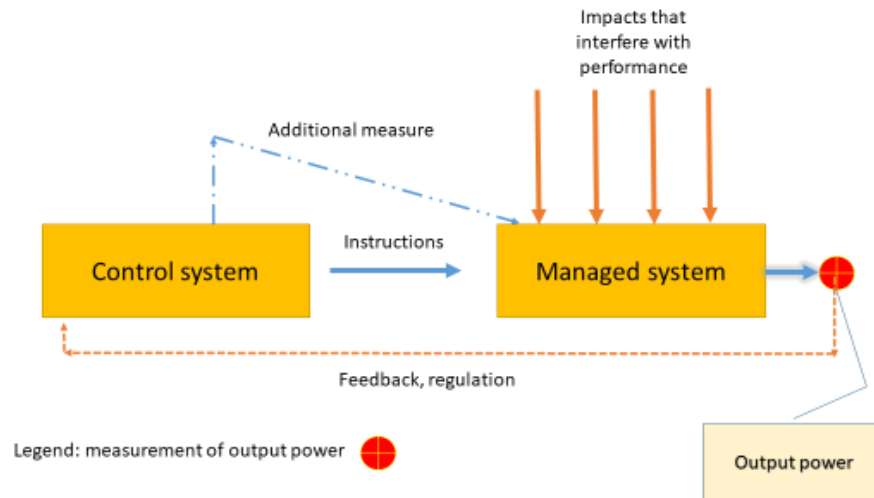 Impacts that
interfere with
performance
Additional measure
Instructions
Control system
Managed system
Feedback, regulation
Legend: measurement of output power
Output power